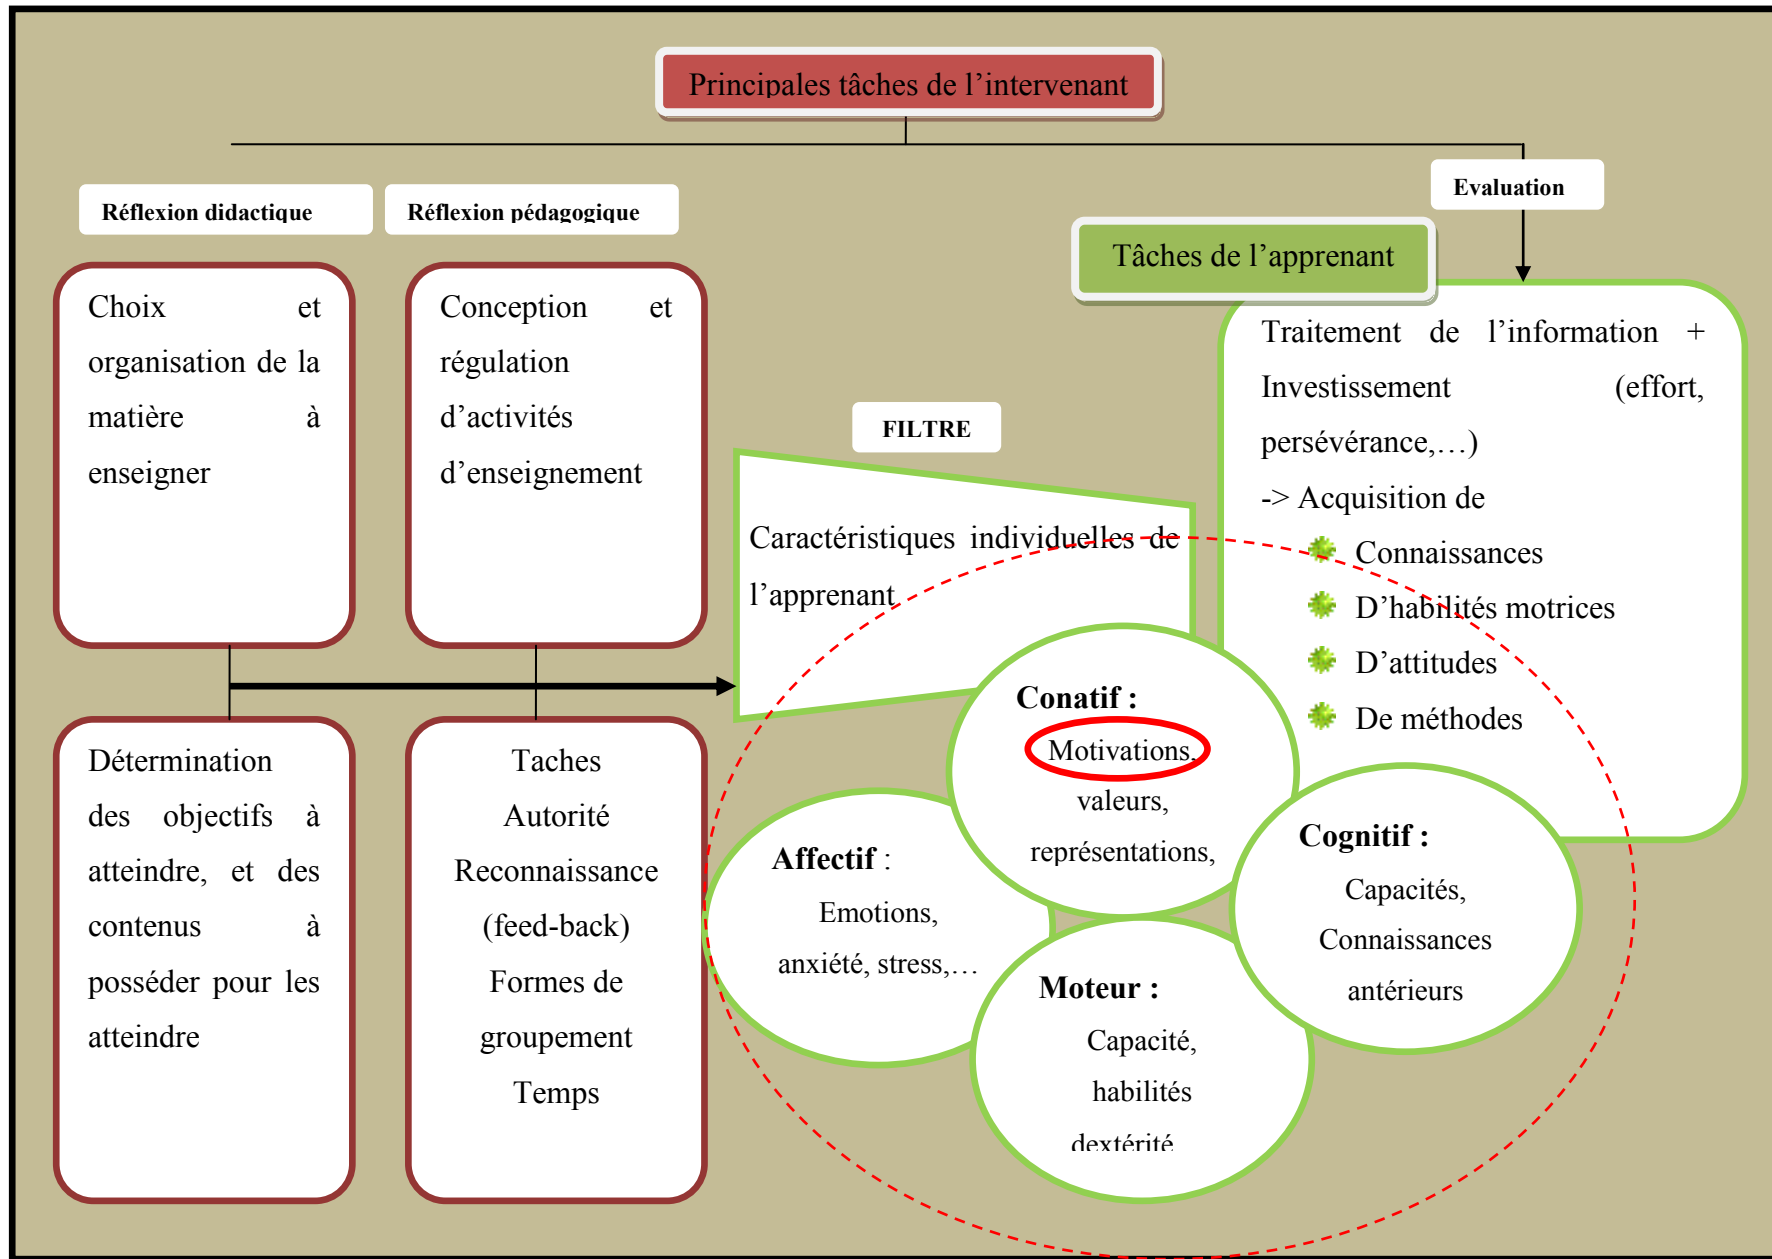 Principales tâches de l’intervenant
Réflexion didactique
Réflexion pédagogique
Evaluation
Tâches de l’apprenant
Choix et
organisation de la
matière à
enseigner
Conception et
régulation
d’activités
d’enseignement
Traitement de l’information +
Investissement (effort,
persévérance,…)
-> Acquisition de
Connaissances
D’habilités motrices
D’attitudes
De méthodes
FILTRE
Caractéristiques individuelles de
l’apprenant
Détermination
des objectifs à
atteindre, et des
contenus à
posséder pour les
atteindre
Taches
Autorité
Reconnaissance
(feed-back)
Formes de
groupement
Temps
Conatif :
Motivations,
valeurs,
représentations,
Affectif :
Emotions,
anxiété, stress,…
Cognitif :
Capacités,
Connaissances
antérieurs
Moteur :
Capacité,
habilités
dextérité